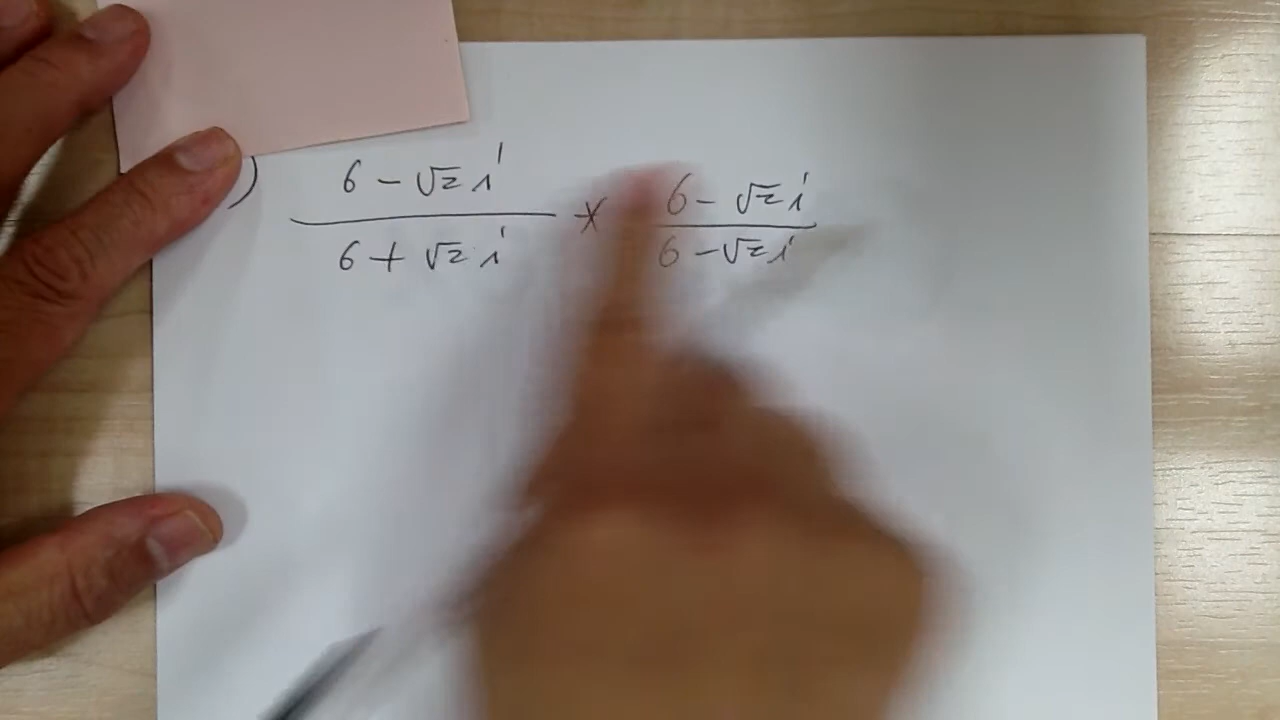 ) (6 - √2 i) / (6 + √2 i) × (6 - √2 i) / (6 - √2 i)